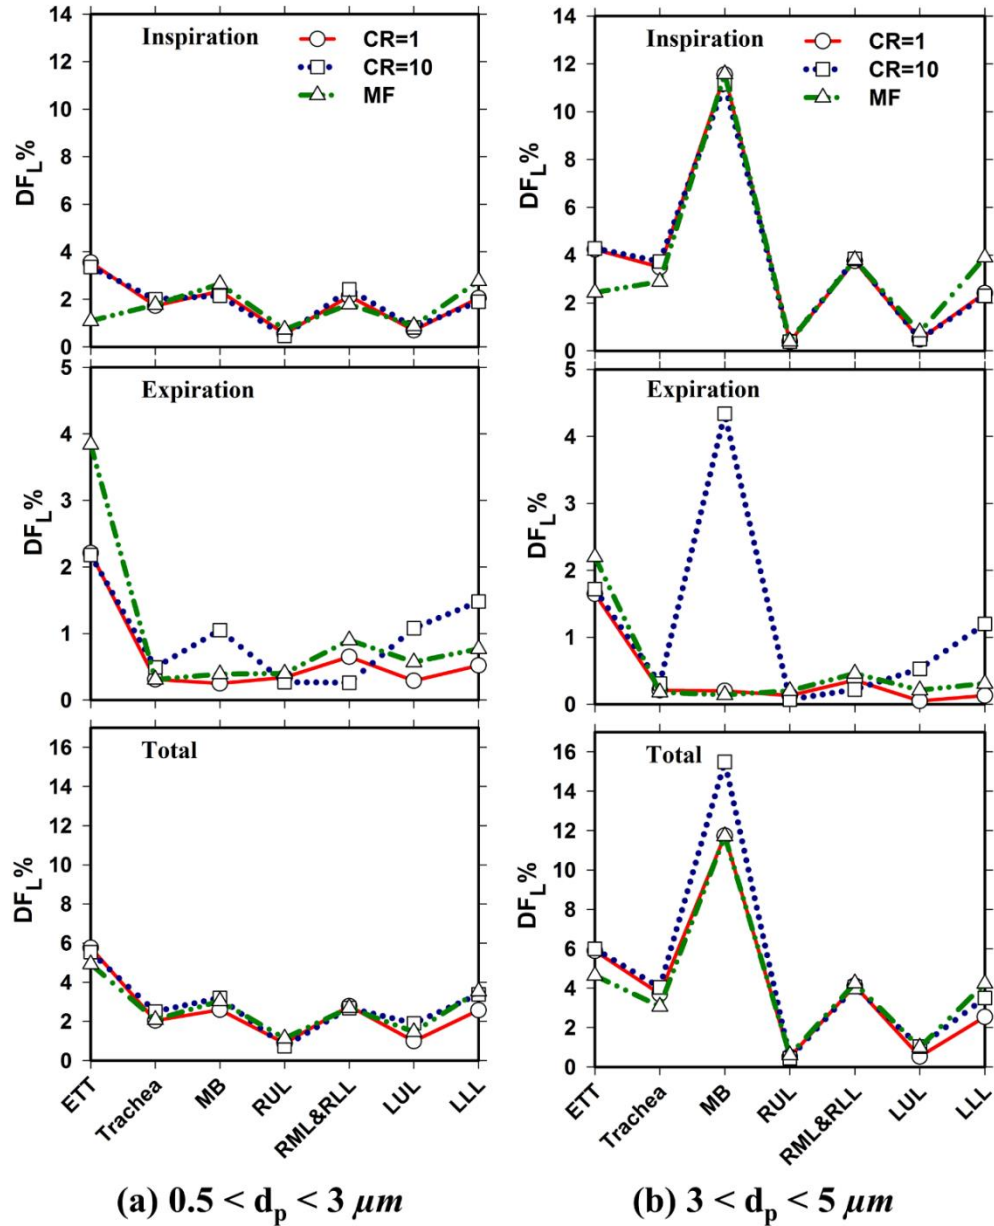 Inspiration
CR=1
CR=10
MF
DF_L%
14
12
10
8
6
4
2
0
Expiration
DF_L%
5
4
3
2
1
0
Total
DF_L%
16
14
12
10
8
6
4
2
0
ETT
Trachea
MB
RUL
RML&RLL
LUL
LLL
(a) 0.5 < d_p < 3 μm
Inspiration
CR=1
CR=10
MF
DF_L%
14
12
10
8
6
4
2
0
Expiration
DF_L%
5
4
3
2
1
0
Total
DF_L%
16
14
12
10
8
6
4
2
0
ETT
Trachea
MB
RUL
RML&RLL
LUL
LLL
(b) 3 < d_p < 5 μm